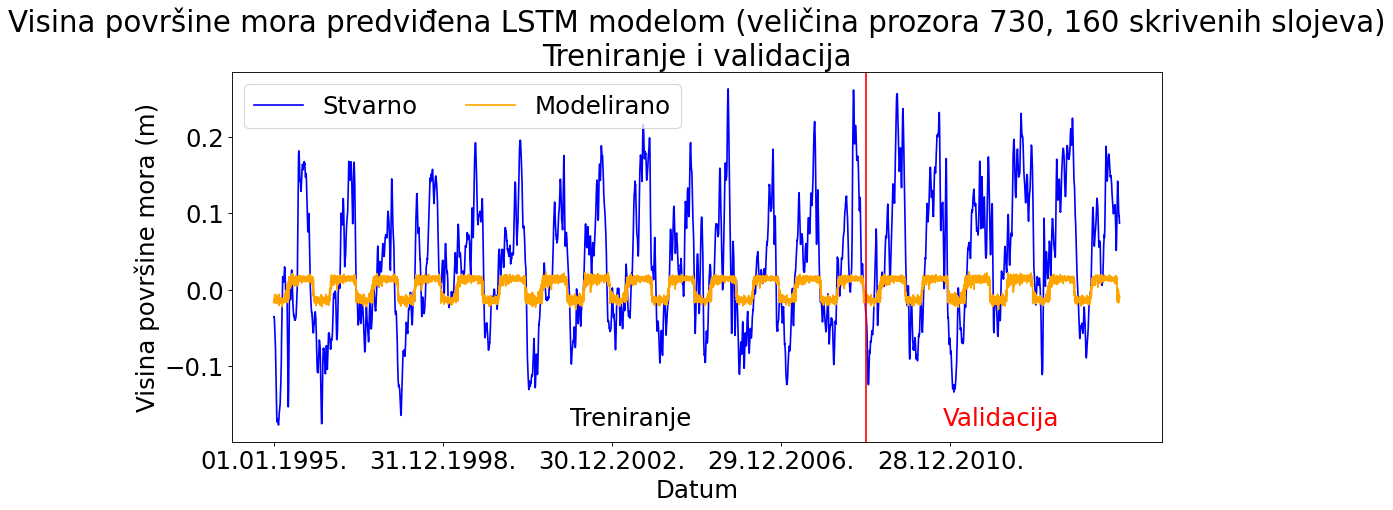 Visina površine mora predviđena LSTM modelom (veličina prozora 730, 160 skrivenih slojeva)
Treniranje i validacija
Stvarno Modelirano
Visina površine mora (m)
0.2
0.1
0.0
−0.1
Treniranje Validacija
01.01.1995. 31.12.1998. 30.12.2002. 29.12.2006. 28.12.2010.
Datum